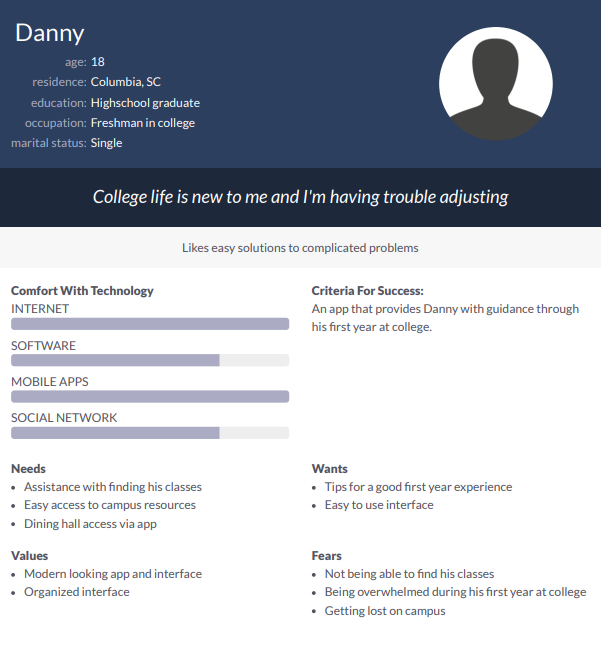 Danny
age: 18
residence: Columbia, SC
education: Highschool graduate
occupation: Freshman in college
marital status: Single
College life is new to me and I'm having trouble adjusting
Likes easy solutions to complicated problems
Comfort With Technology
INTERNET
SOFTWARE
MOBILE APPS
SOCIAL NETWORK
Criteria For Success:
An app that provides Danny with guidance through
his first year at college.
Needs
• Assistance with finding his classes
• Easy access to campus resources
• Dining hall access via app
Wants
• Tips for a good first year experience
• Easy to use interface
Values
• Modern looking app and interface
• Organized interface
Fears
• Not being able to find his classes
• Being overwhelmed during his first year at college
• Getting lost on campus